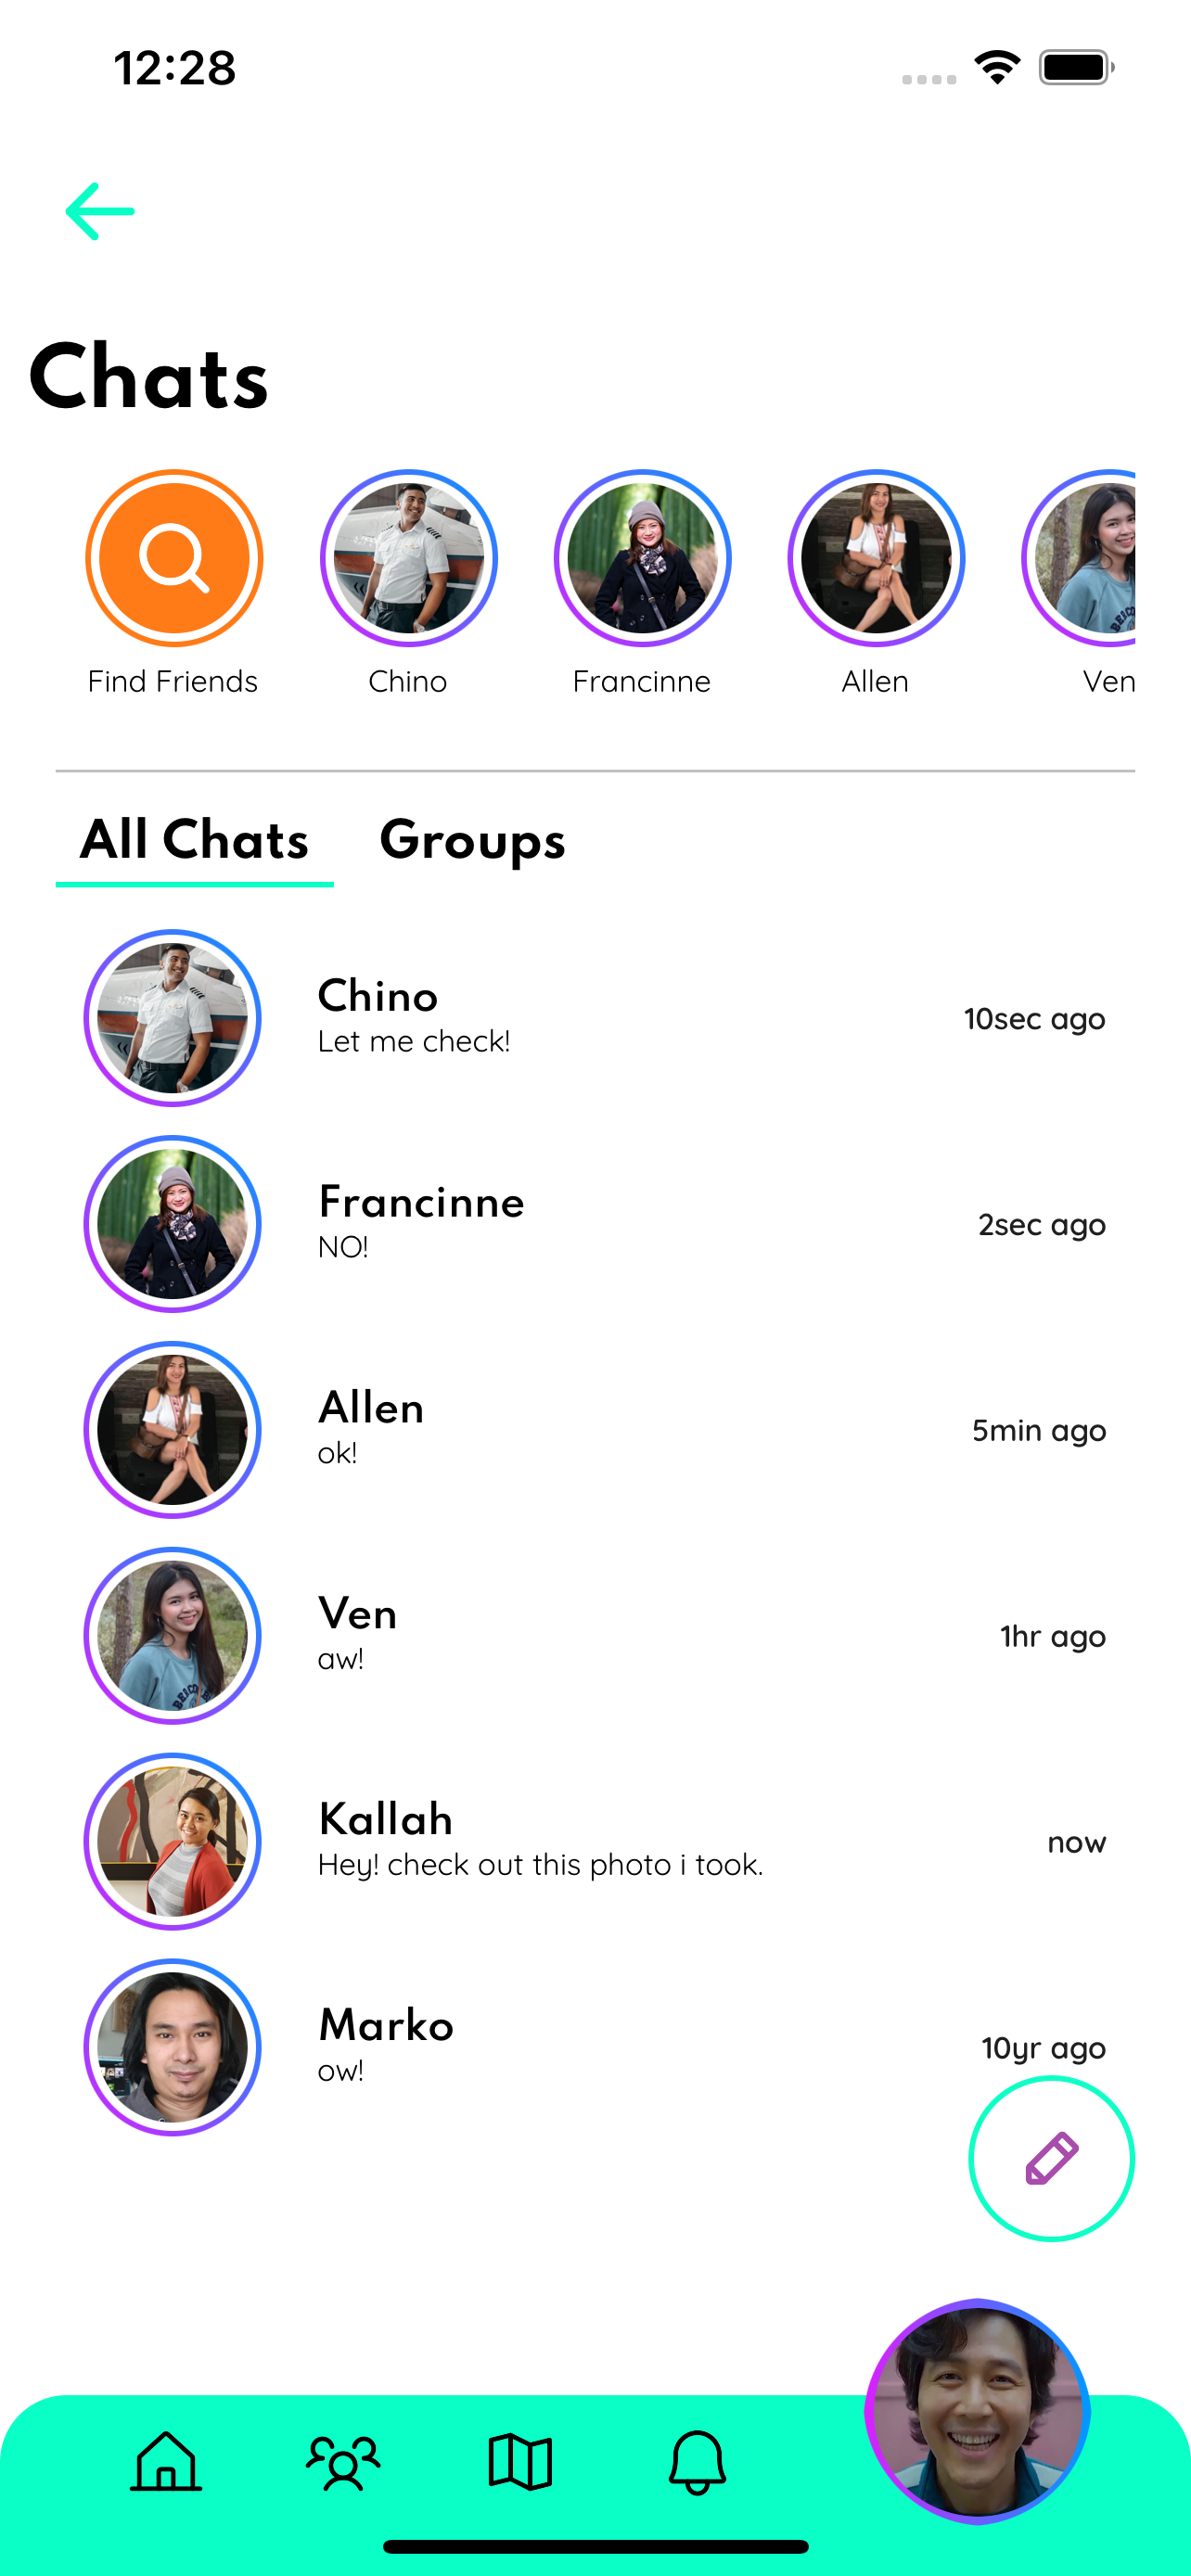 12:28
Chats
Find Friends
Chino
Francinne
Allen
Ven
All Chats
Groups
Chino
Let me check!
10sec ago
Francinne
NO!
2sec ago
Allen
ok!
5min ago
Ven
aw!
1hr ago
Kallah
Hey! check out this photo i took.
now
Marko
ow!
10yr ago